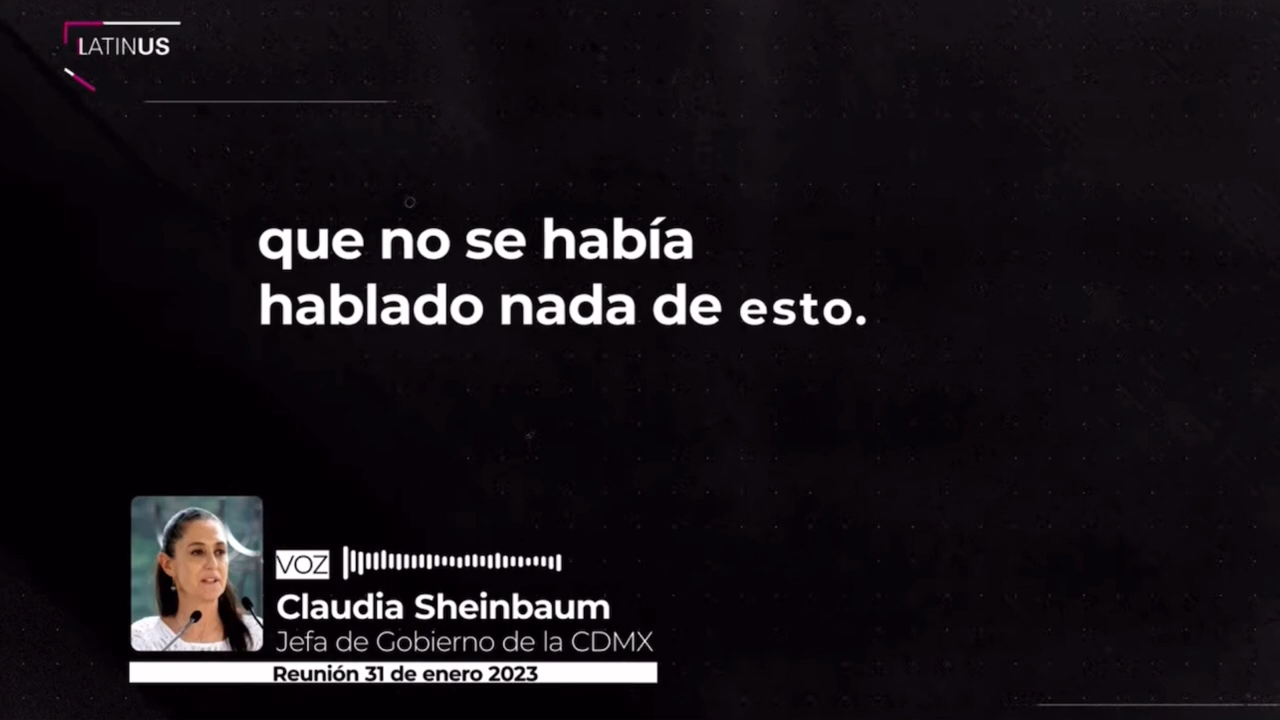 LATINUS
que no se había
hablado nada de esto.
VOZ
Claudia Sheinbaum
Jefa de Gobierno de la CDMX
Reunión 31 de enero 2023